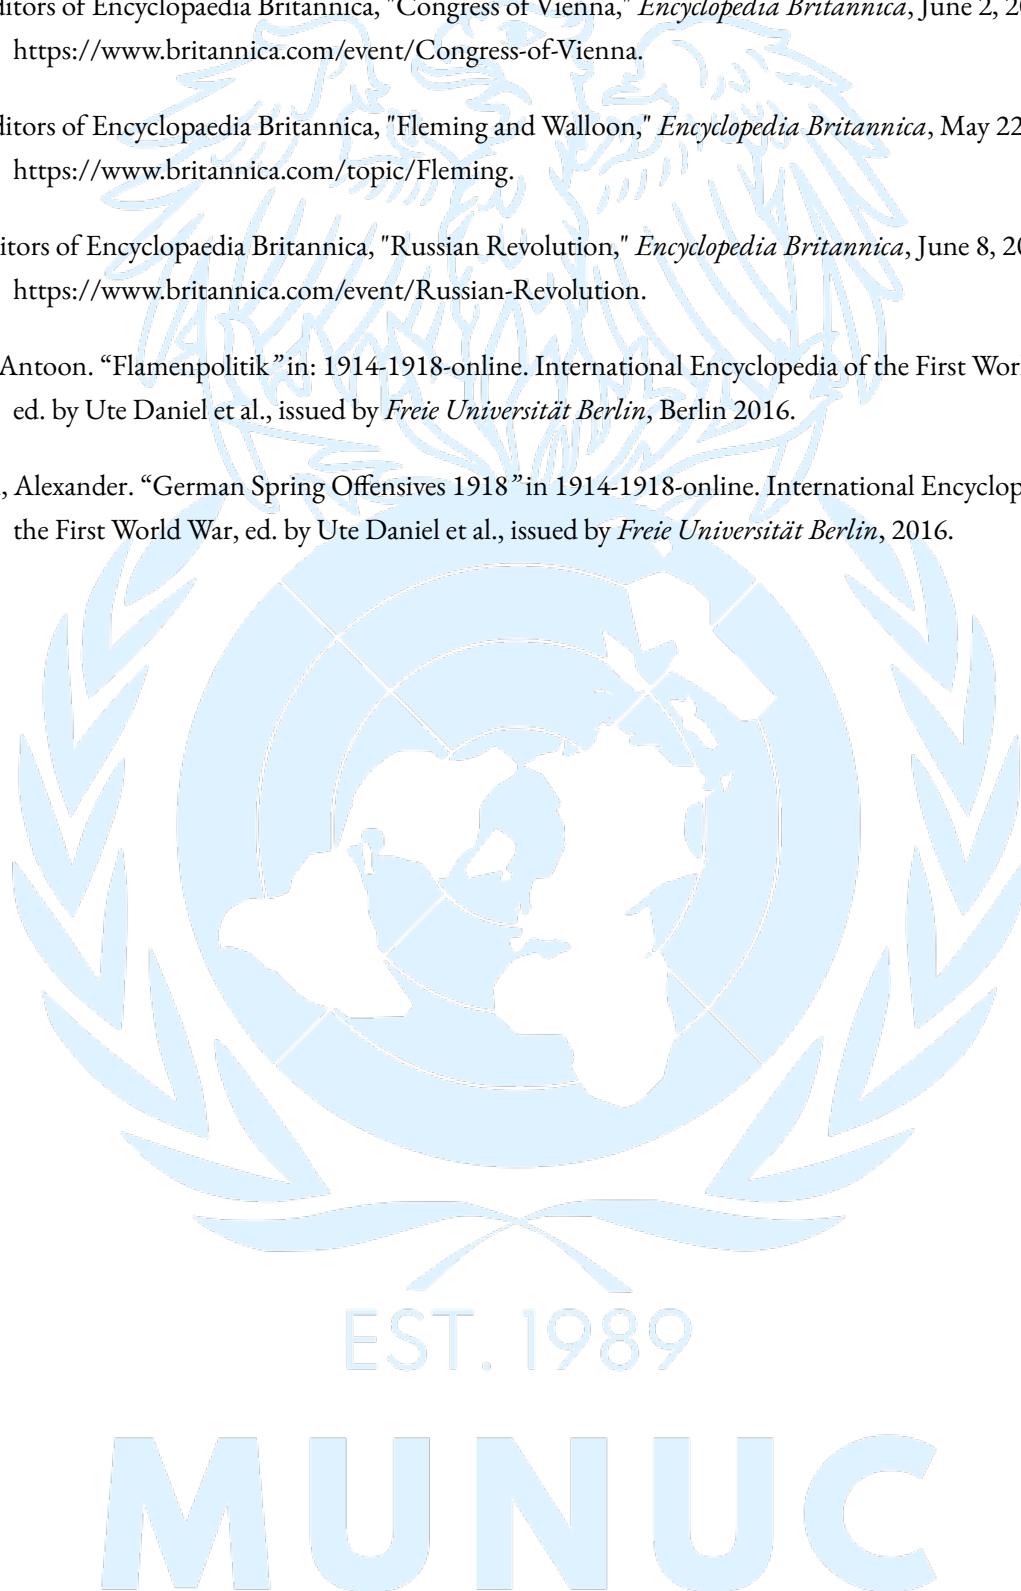 ditors of Encyclopaedia Britannica, "Congress of Vienna," Encyclopedia Britannica, June 2, 20
https://www.britannica.com/event/Congress-of-Vienna.
ditors of Encyclopaedia Britannica, "Fleming and Walloon," Encyclopedia Britannica, May 22
https://www.britannica.com/topic/Fleming.
itors of Encyclopaedia Britannica, "Russian Revolution," Encyclopedia Britannica, June 8, 20
https://www.britannica.com/event/Russian-Revolution.
Antoon. “Flamenpolitik” in: 1914-1918-online. International Encyclopedia of the First Wor
ed. by Ute Daniel et al., issued by Freie Universität Berlin, Berlin 2016.
, Alexander. “German Spring Offensives 1918” in 1914-1918-online. International Encyclop
the First World War, ed. by Ute Daniel et al., issued by Freie Universität Berlin, 2016.
EST. 1989
MUNUC